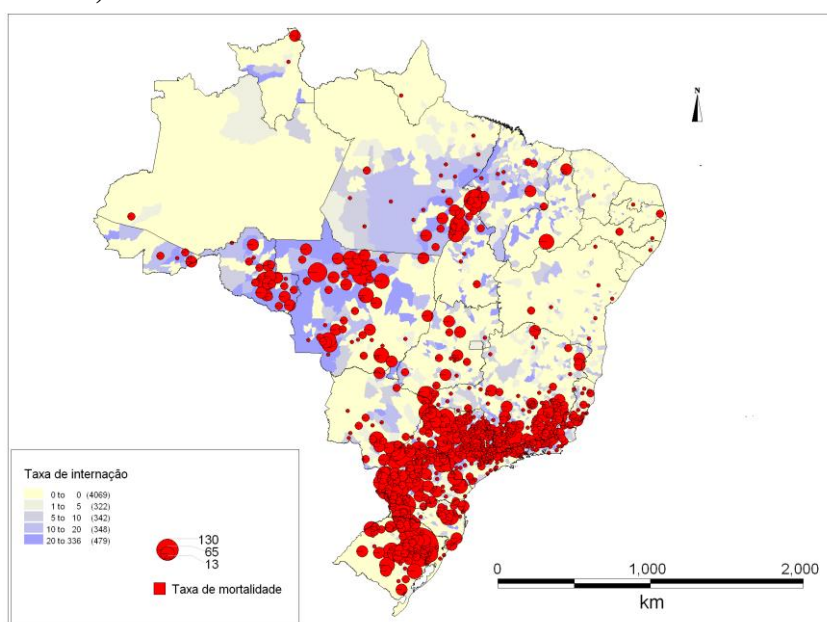 N
Taxa de internação
0 to 0 (4069)
1 to 5 (322)
5 to 10 (342)
10 to 20 (348)
20 to 336 (479)
130
65
13
Taxa de mortalidade
0 1,000 2,000
km